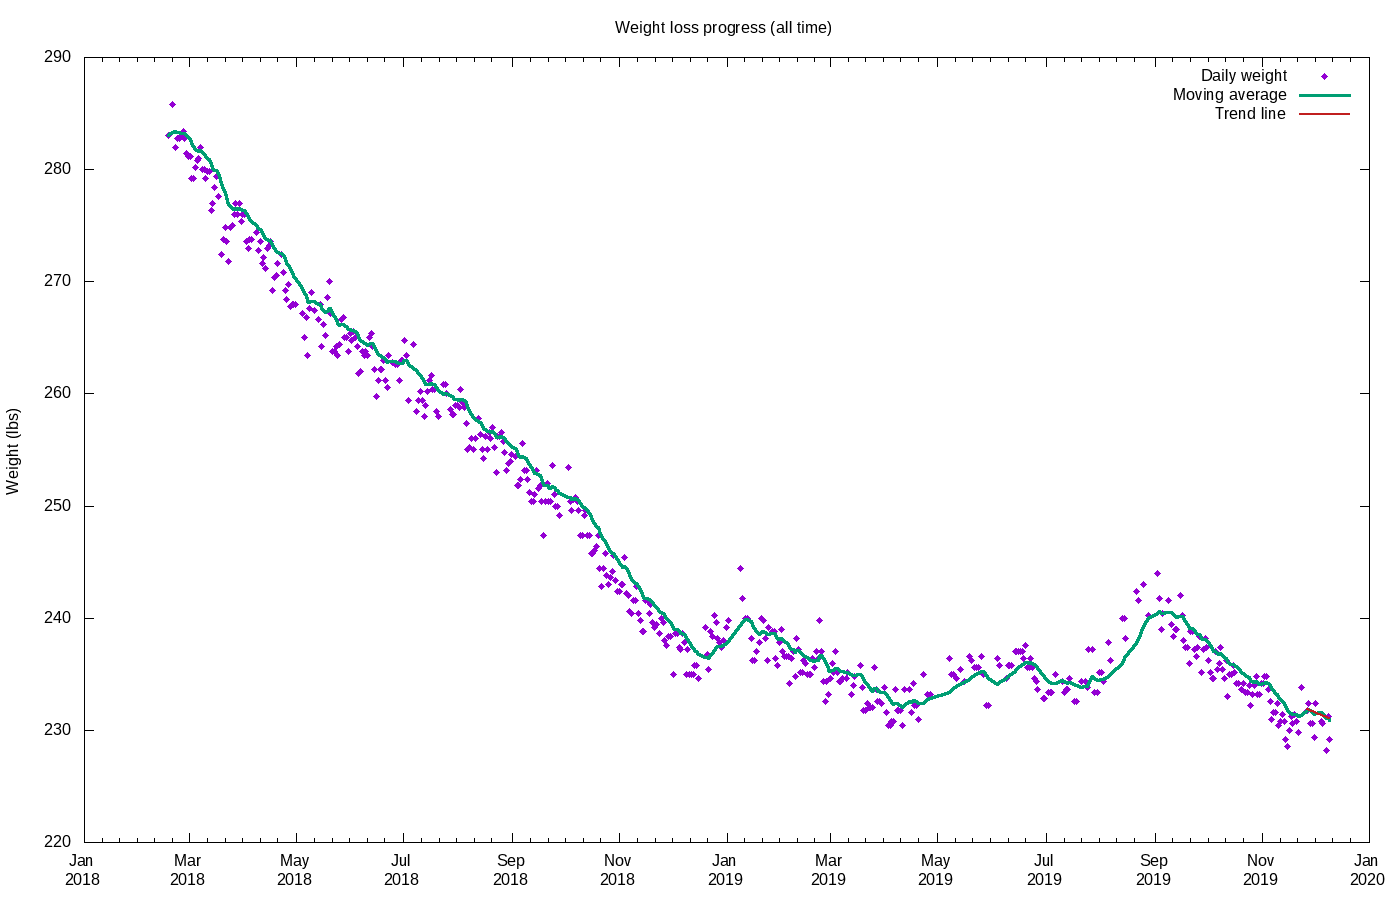 Weight loss progress (all time)
290
280
270
260
250
240
230
220
Weight (lbs)
Daily weight
Moving average
Trend line
Jan Mar May Jul Sep Nov Jan Mar May Jul Sep Nov Jan
2018 2018 2018 2018 2018 2018 2019 2019 2019 2019 2019 2019 2020